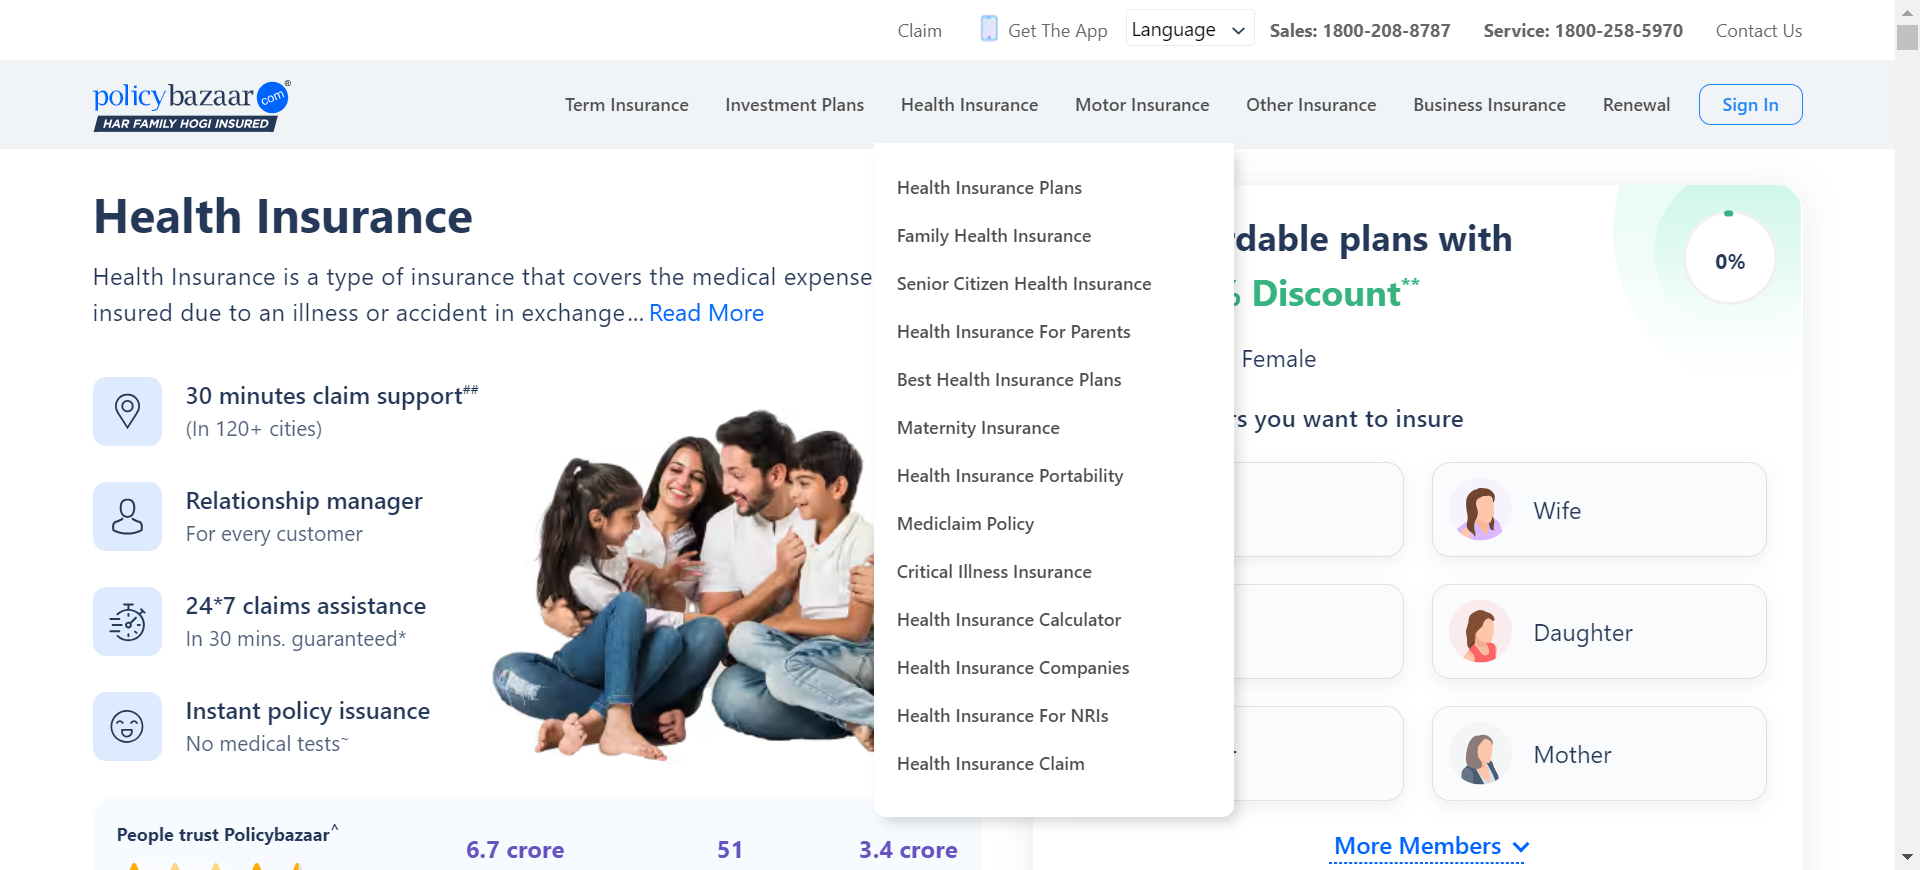 Claim
Get The App
Language
Sales: 1800-208-8787
Service: 1800-258-5970
Contact Us
policybazaar.com®
HAR FAMILY HOGI INSURED
Term Insurance
Investment Plans
Health Insurance
Motor Insurance
Other Insurance
Business Insurance
Renewal
Sign In
Health Insurance
Health Insurance is a type of insurance that covers the medical expense
insured due to an illness or accident in exchange... Read More
30 minutes claim support##
(In 120+ cities)
Relationship manager
For every customer
24*7 claims assistance
In 30 mins. guaranteed*
Instant policy issuance
No medical tests~
People trust Policybazaar^
6.7 crore
51
3.4 crore
Health Insurance Plans
Family Health Insurance
Senior Citizen Health Insurance
Health Insurance For Parents
Best Health Insurance Plans
Maternity Insurance
Health Insurance Portability
Mediclaim Policy
Critical Illness Insurance
Health Insurance Calculator
Health Insurance Companies
Health Insurance For NRIs
Health Insurance Claim
rdable plans with
% Discount**
0%
Female
rs you want to insure
Wife
Daughter
Mother
More Members